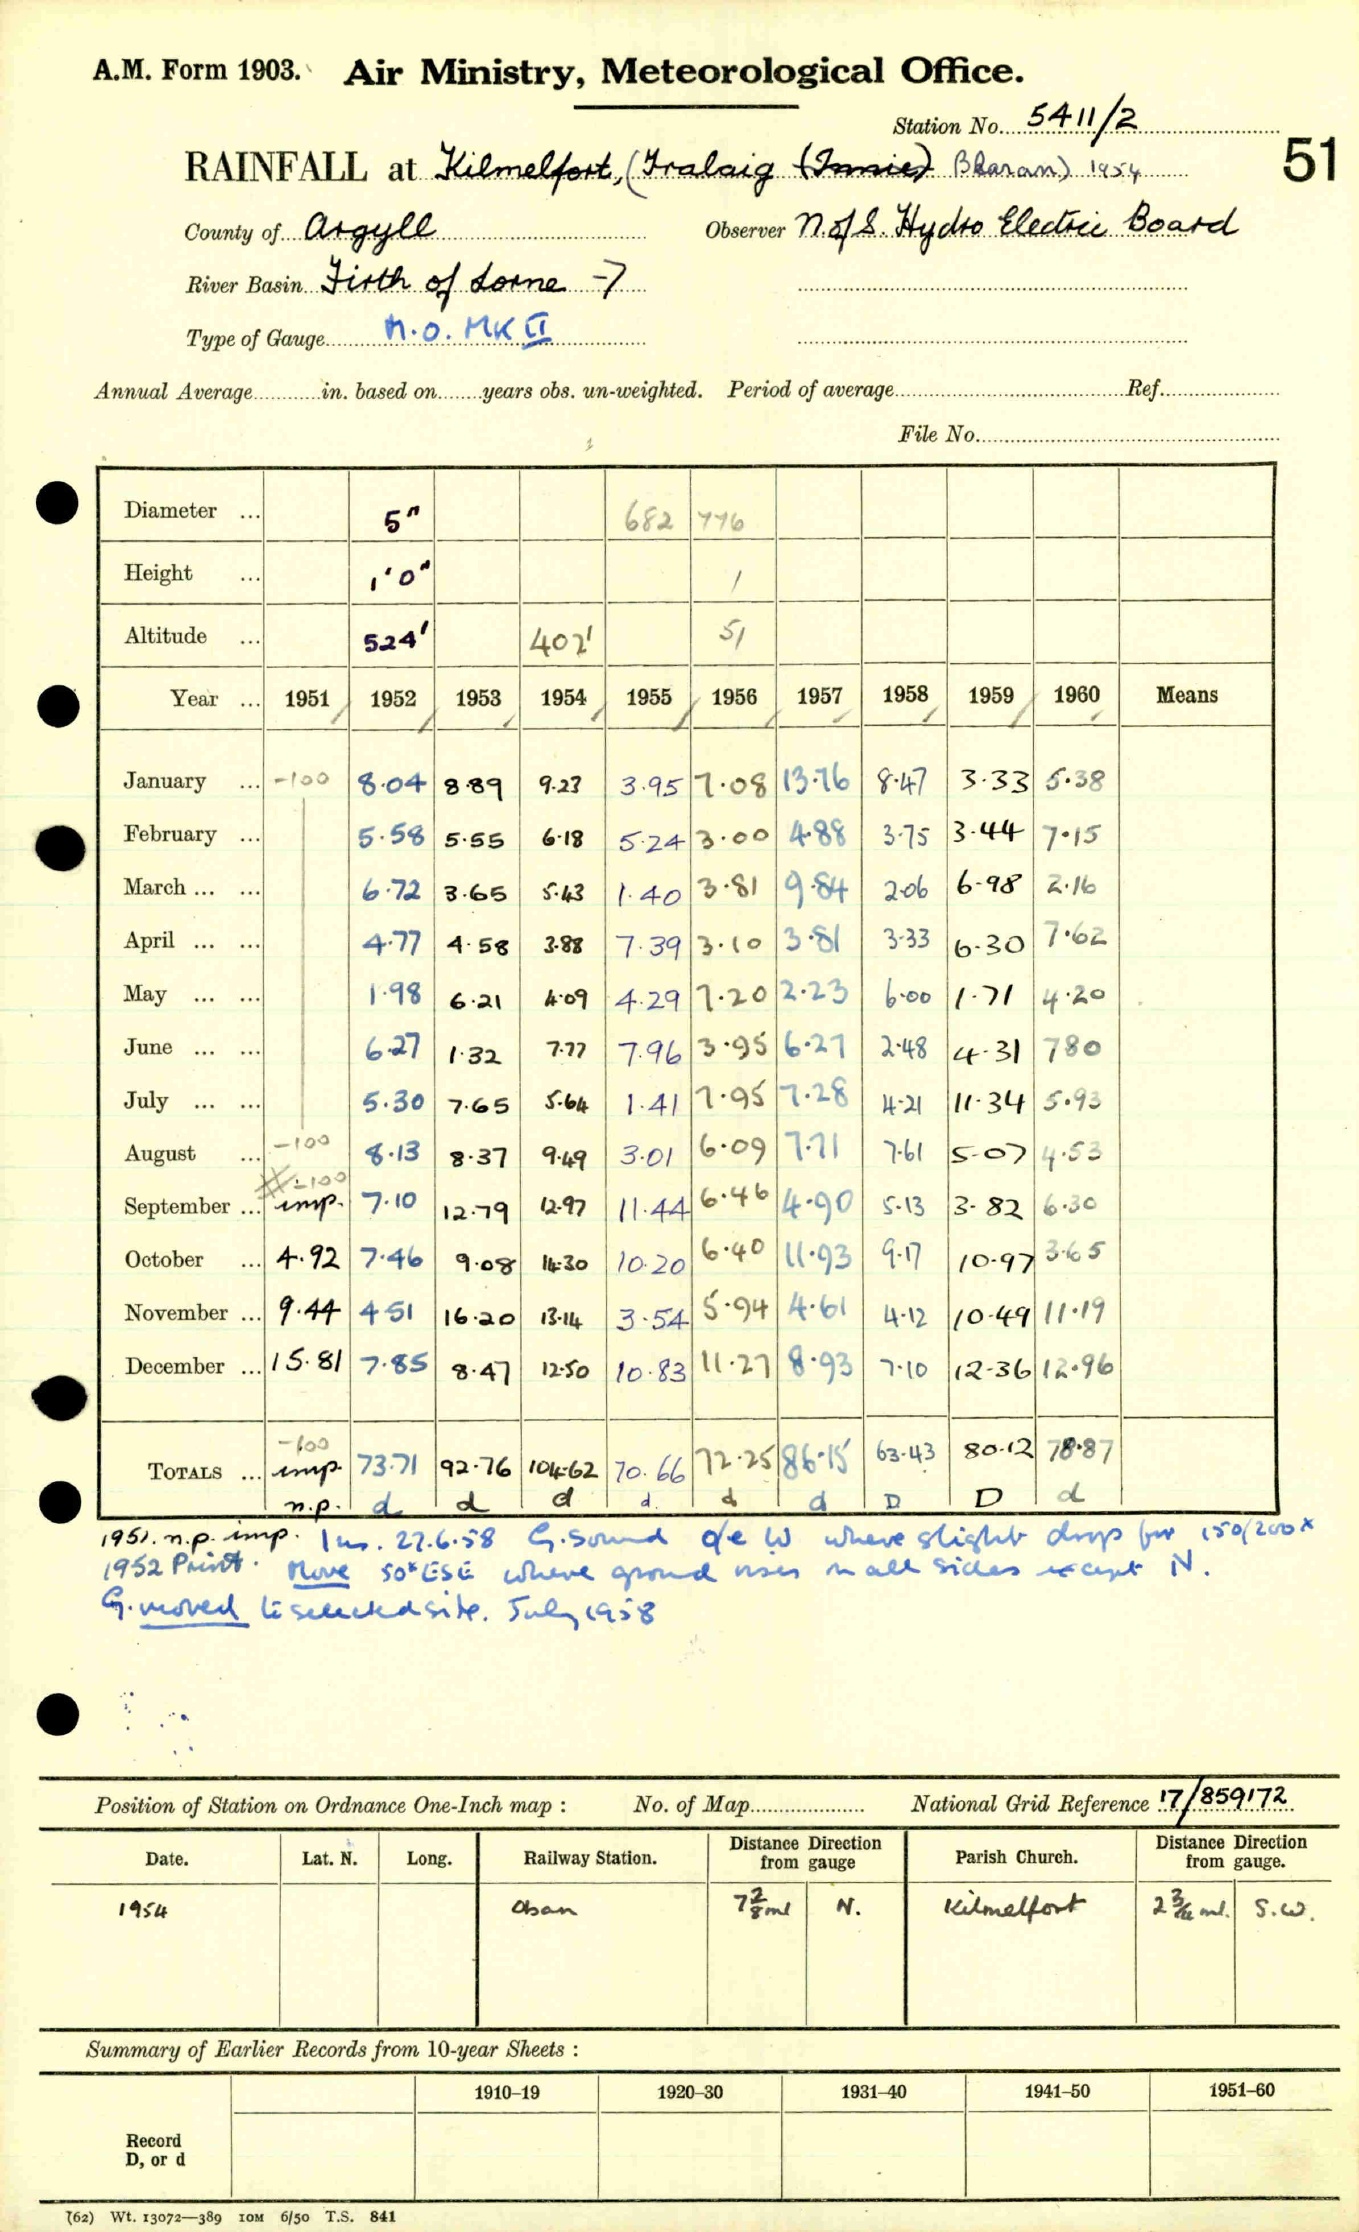 A.M. Form 1903. Air Ministry, Meteorological Office.
Station No. 5411/2
51
RAINFALL at Kilmelfort, (Tralaig (Innie) Bharan) 1954
County of Argyll Observer N. of S. Hydro Electric Board
River Basin Firth of Lorne -7
Type of Gauge M.O. MK II
Annual Average in. based on years obs. un-weighted. Period of average Ref.
File No.
Diameter ... 5" 682 776
Height ... 1'0" 1
Altitude ... 524' 402' 51
Year ... 1951 1952 1953 1954 1955 1956 1957 1958 1959 1960 Means
January ... -100 8.04 8.89 9.23 3.95 7.08 13.76 8.47 3.33 5.38
February ... 5.58 5.55 6.18 5.24 3.00 4.88 3.75 3.44 7.15
March ... ... 6.72 3.65 5.43 1.40 3.81 9.84 2.06 6.98 2.16
April ... ... 4.77 4.58 3.88 7.39 3.10 3.81 3.33 6.30 7.62
May ... ... 1.98 6.21 4.09 4.29 7.20 2.23 6.00 1.71 4.20
June ... ... 6.27 1.32 7.77 7.96 3.95 6.27 2.48 4.31 7 80
July ... ... 5.30 7.65 5.64 1.41 7.95 7.28 4.21 11.34 5.93
August ... -100 8.13 8.37 9.49 3.01 6.09 7.71 7.61 5.07 4.53
-100
September ... imp. 7.10 12.79 12.97 11.44 6.46 4.90 5.13 3.82 6.30
October ... 4.92 7.46 9.08 14.30 10.20 6.40 11.93 9.17 10.97 3.65
November ... 9.44 4 51 16.20 13.14 3.54 5.94 4.61 4.12 10.49 11.19
December ... 15.81 7.85 8.47 12.50 10.83 11.27 8.93 7.10 12.36 12.96
-100
TOTALS ... imp. 73.71 92.76 104.62 70.66 72.25 86.15 63.43 80.12 78.87
n.p. d d d d. d d D D d
1951. n.p. imp. Ins. 27.6.58 G. Sound o/e W where slight drop for 150/200x
1952 Print. Move 50x ESE where ground rises on all sides except N.
G. moved to selected site. July 1958
Position of Station on Ordnance One-Inch map : No. of Map National Grid Reference 17/859172
Date. Lat. N. Long. Railway Station. Distance Direction from gauge Parish Church. Distance Direction from gauge.
1954 Oban 7 2/8 ml N. Kilmelfort 2 3/4 ml. S.W.
Summary of Earlier Records from 10-year Sheets :
1910–19 1920–30 1931–40 1941–50 1951–60
Record
D, or d
(62) Wt. 13072—389 10M 6/50 T.S. 841